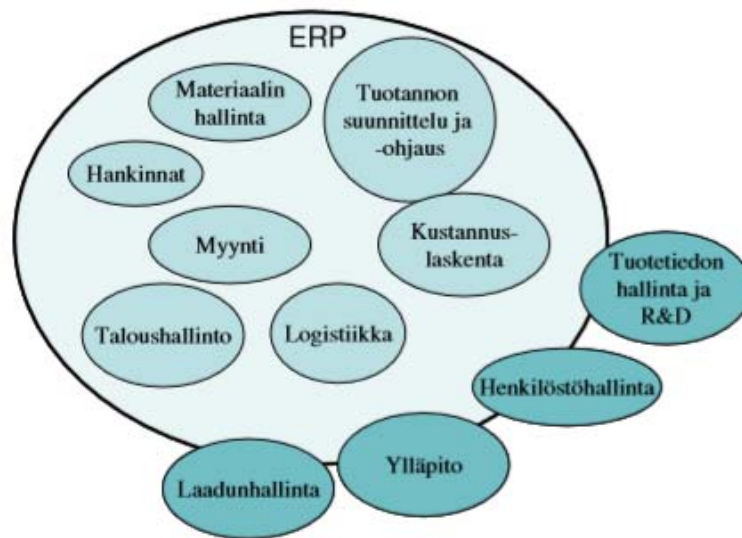 ERP
Materiaalin
hallinta
Tuotannon
suunnittelu ja
-ohjaus
Hankinnat
Myynti
Kustannus-
laskenta
Tuotetiedon
hallinta ja
R&D
Taloushallinto
Logistiikka
Henkilöstöhallinta
Ylläpito
Laadunhallinta